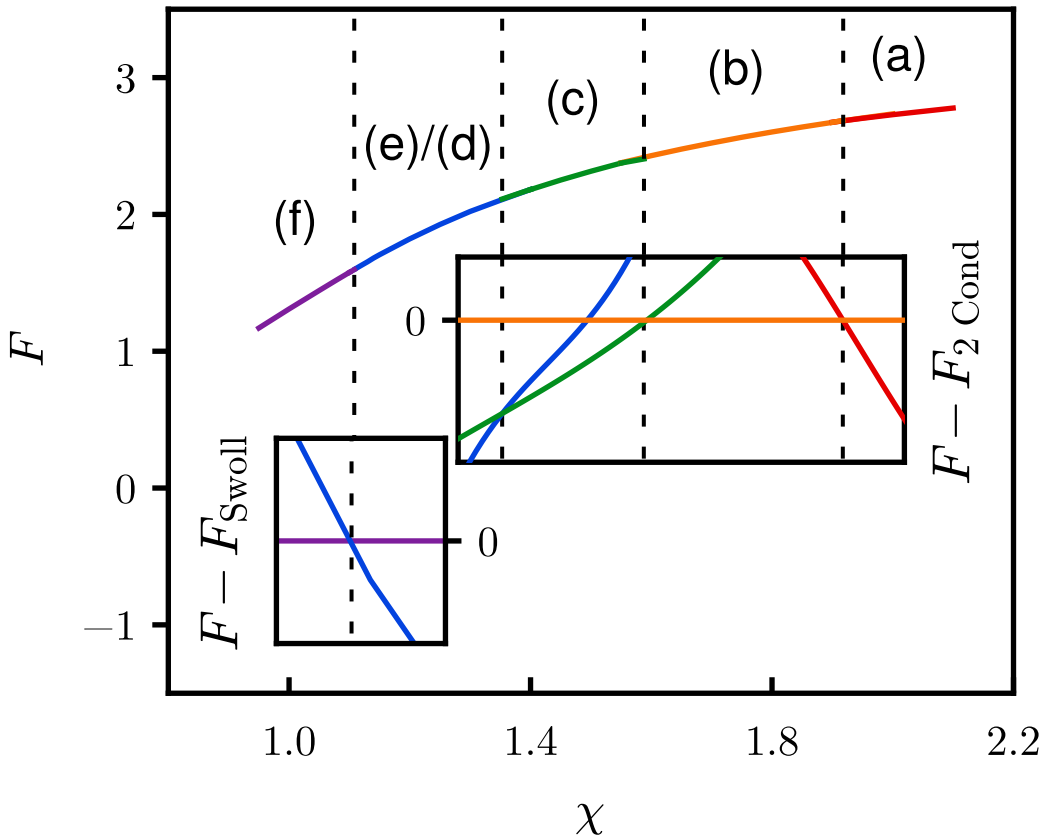 3
2
1
0
−1
F
(a)
(b)
(c)
(e)/(d)
(f)
0
F − F2 Cond
F − FSwoll
0
1.0
1.4
1.8
2.2
χ